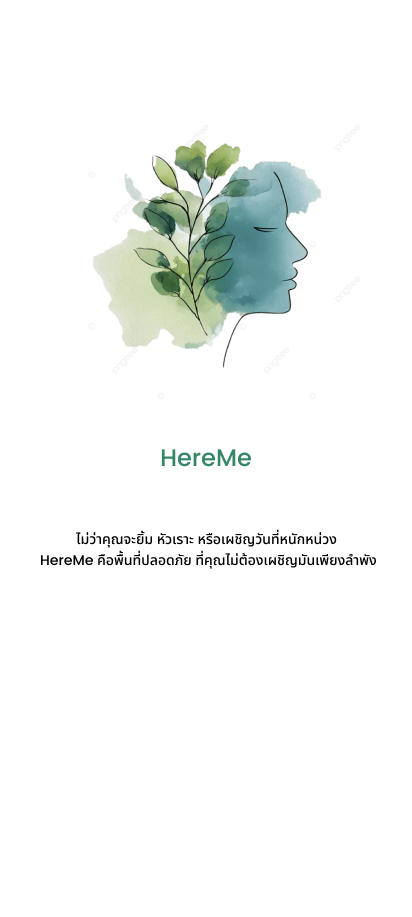 HereMe
ไม่ว่าคุณจะยิ้ม หัวเราะ หรือเผชิญวันที่หนักหน่วง
HereMe คือพื้นที่ปลอดภัย ที่คุณไม่ต้องเผชิญมันเพียงลำพัง